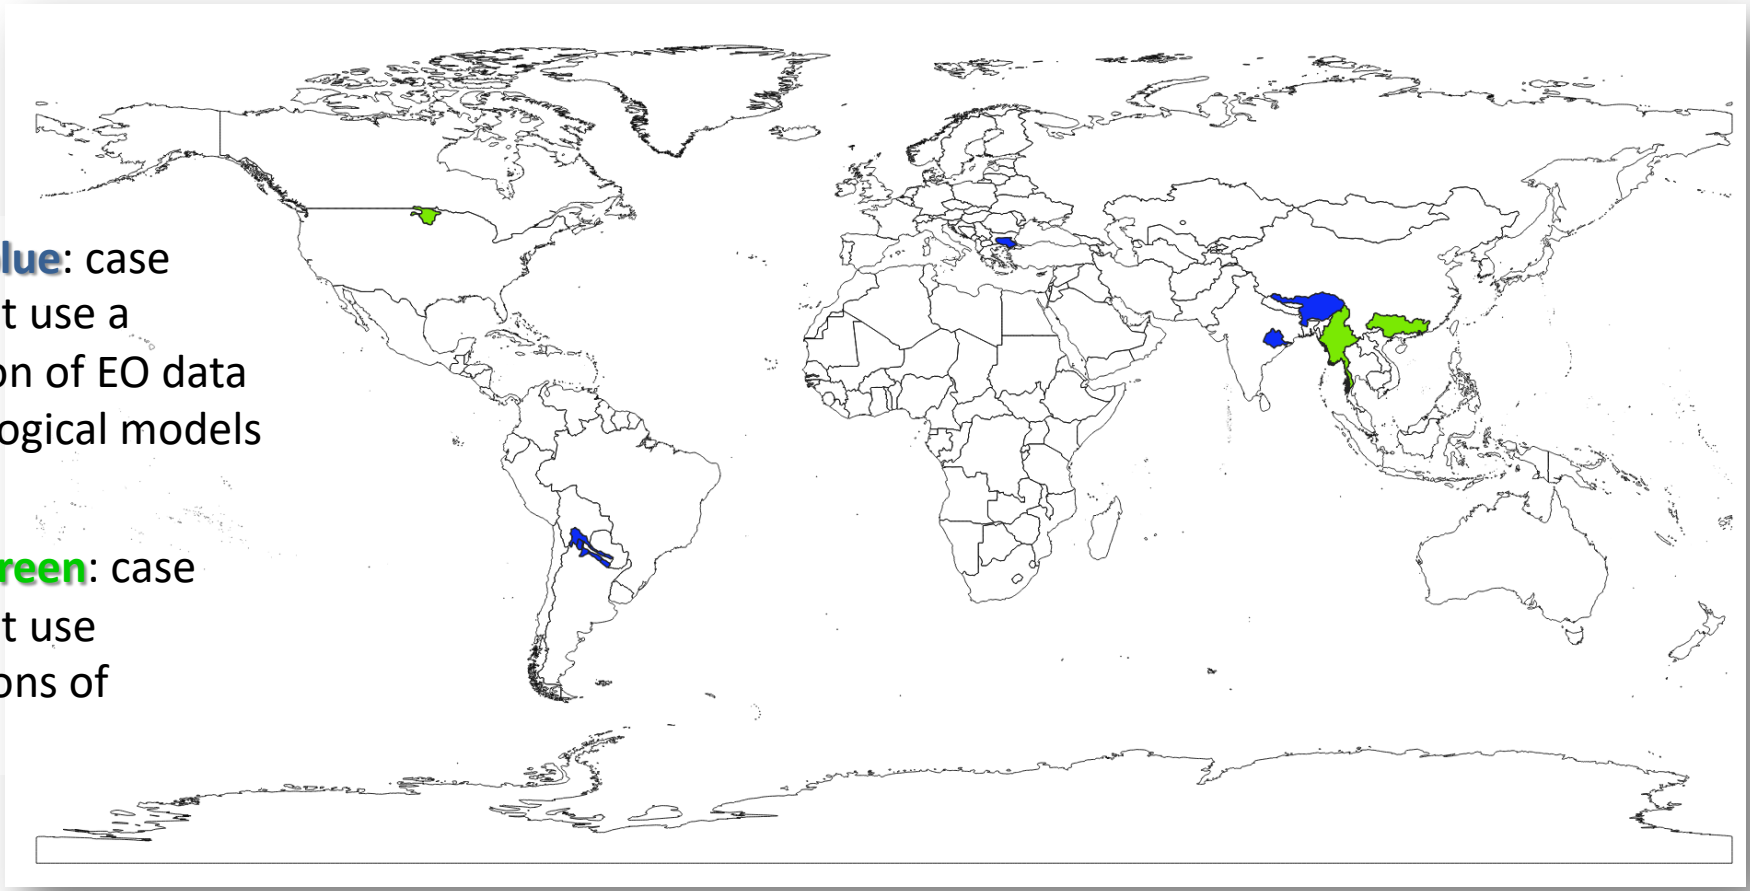 lue: case
t use a
on of EO data
ogical models
reen: case
t use
ons of